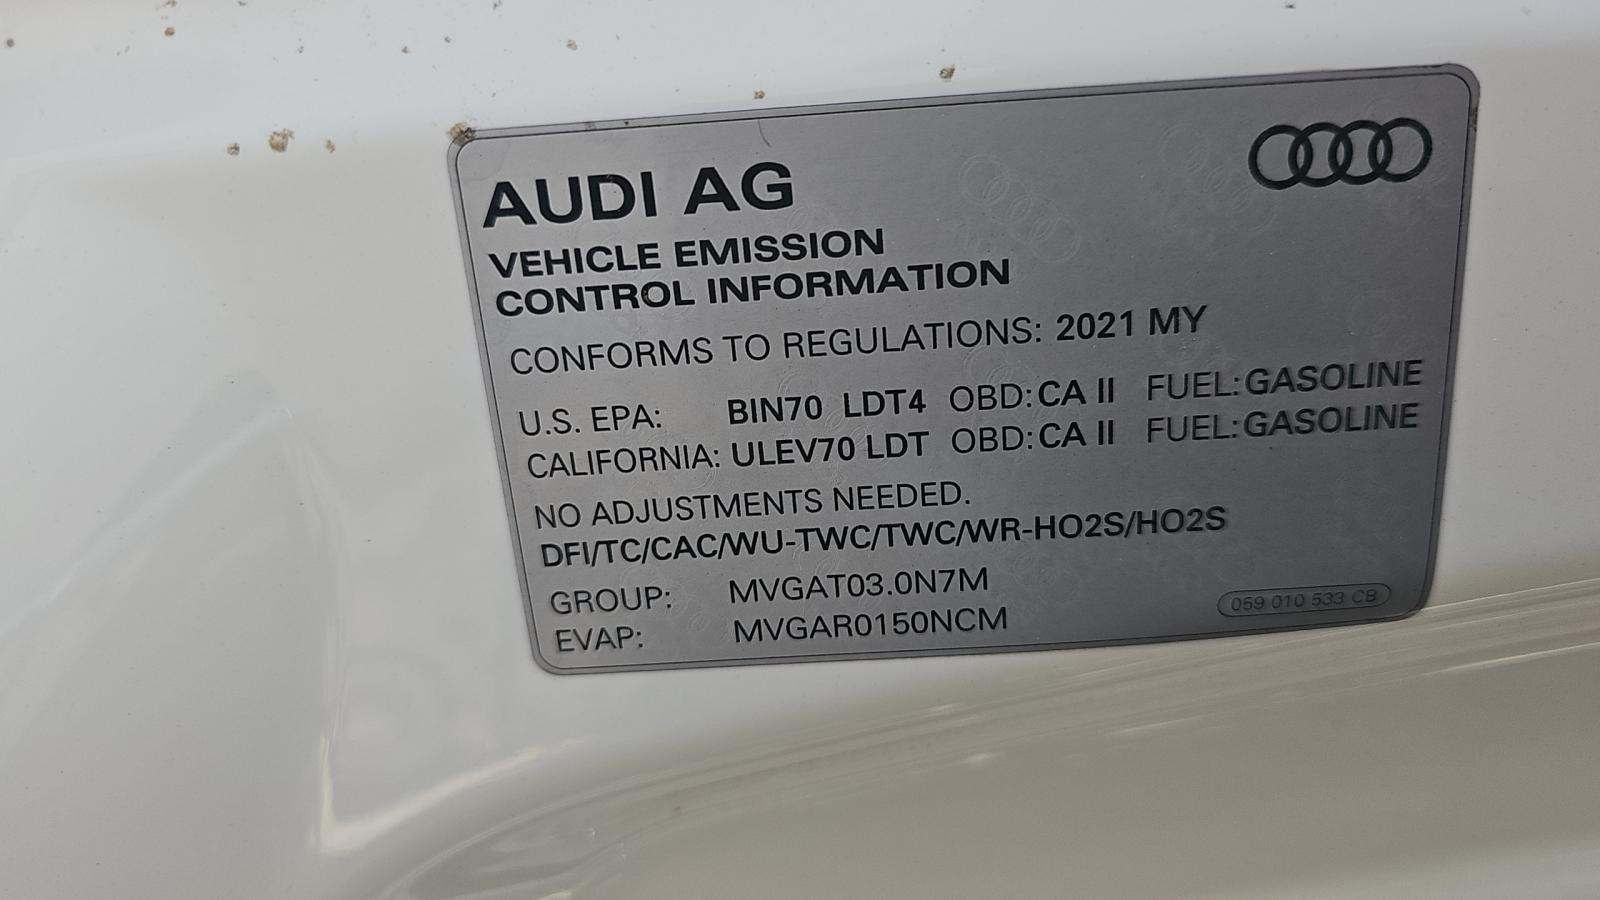 AUDI AG
VEHICLE EMISSION
CONTROL INFORMATION
CONFORMS TO REGULATIONS: 2021 MY
U.S. EPA: BIN70 LDT4 OBD: CA II FUEL: GASOLINE
CALIFORNIA: ULEV70 LDT OBD: CA II FUEL: GASOLINE
NO ADJUSTMENTS NEEDED.
DFI/TC/CAC/WU-TWC/TWC/WR-HO2S/HO2S
GROUP: MVGAT03.0N7M
EVAP: MVGAR0150NCM
059 010 533 CB